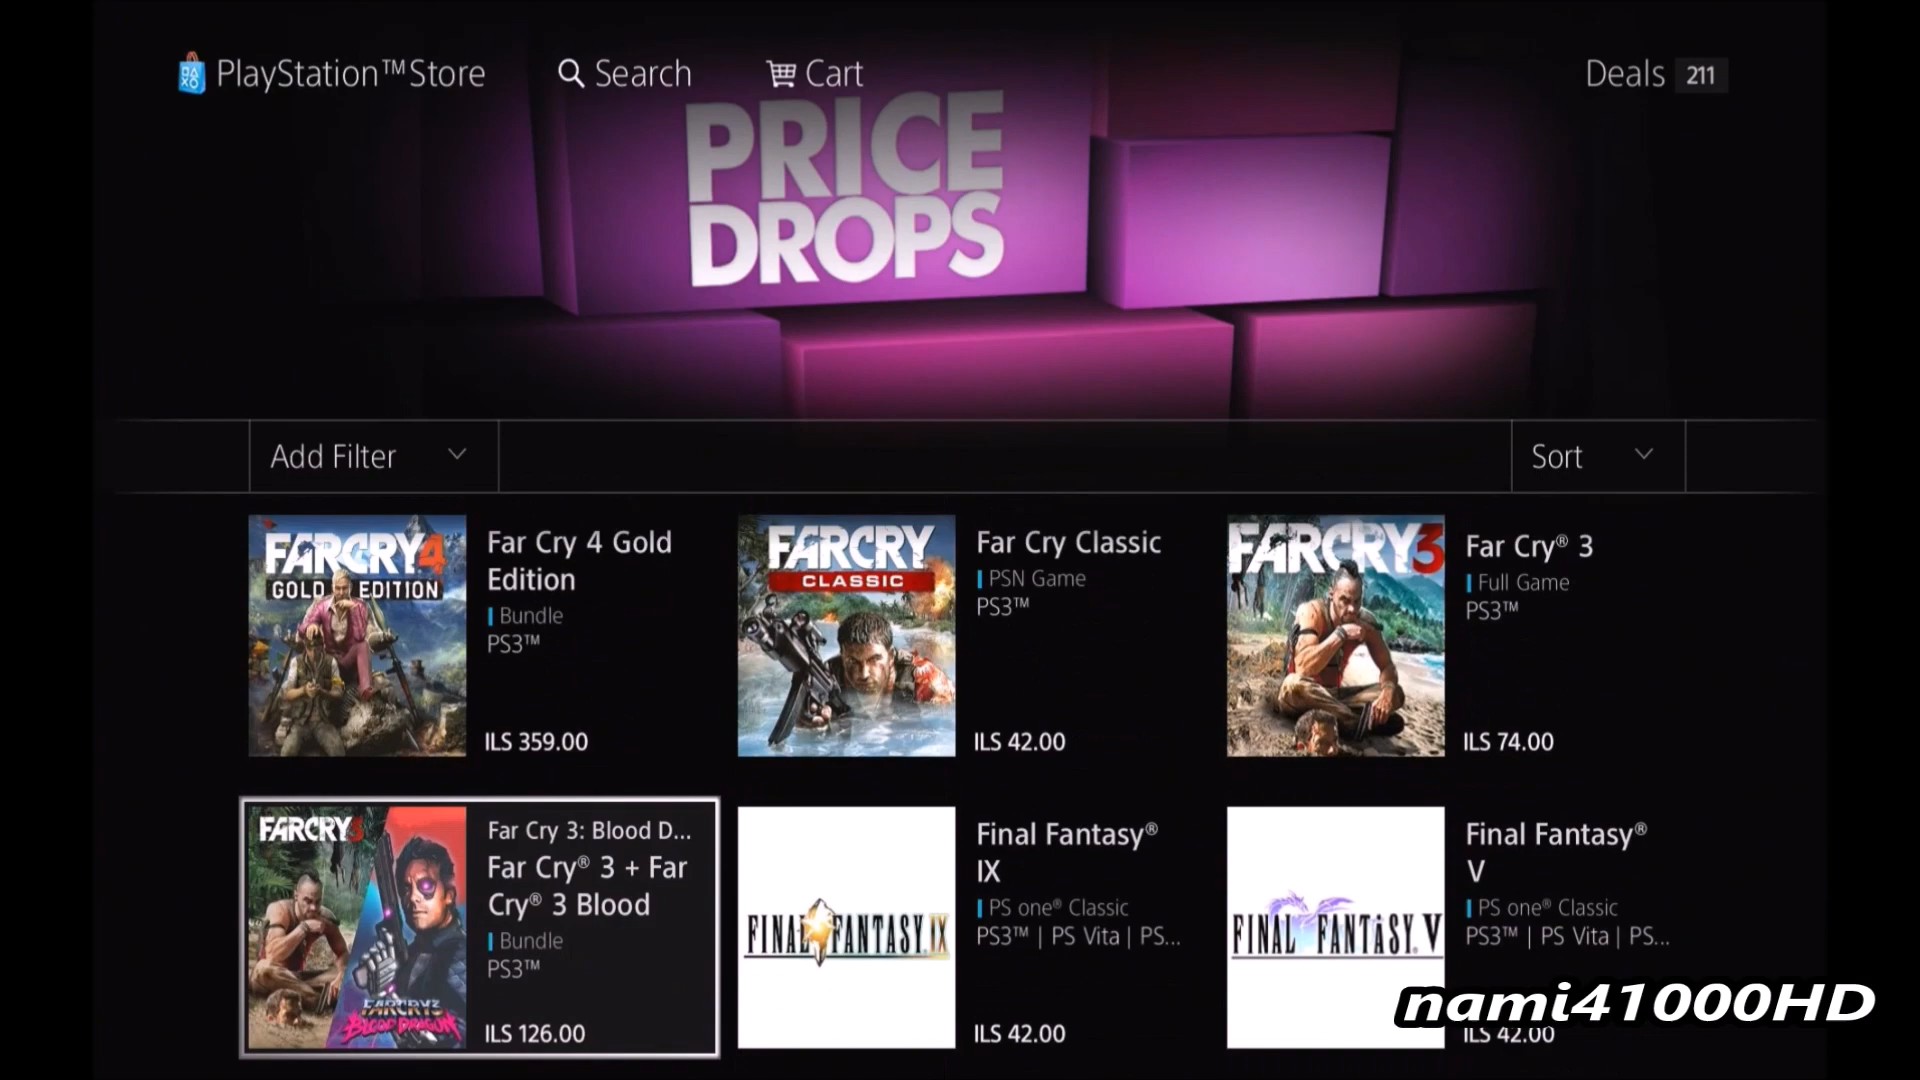 PlayStation™Store
Search
Cart
Deals 211
PRICE
DROPS
Add Filter
Sort
FARCRY4
GOLD EDITION
Far Cry 4 Gold
Edition
Bundle
PS3™
ILS 359.00
FARCRY
CLASSIC
Far Cry Classic
PSN Game
PS3™
ILS 42.00
FARCRY3
Far Cry® 3
Full Game
PS3™
ILS 74.00
FARCRY3
FARCRY3
BLOOD DRAGON
Far Cry 3: Blood D...
Far Cry® 3 + Far
Cry® 3 Blood
Bundle
PS3™
ILS 126.00
FINAL FANTASY IX
Final Fantasy®
IX
PS one® Classic
PS3™ | PS Vita | PS...
ILS 42.00
FINAL FANTASY V
Final Fantasy®
V
PS one® Classic
PS3™ | PS Vita | PS...
ILS 42.00
nami41000HD